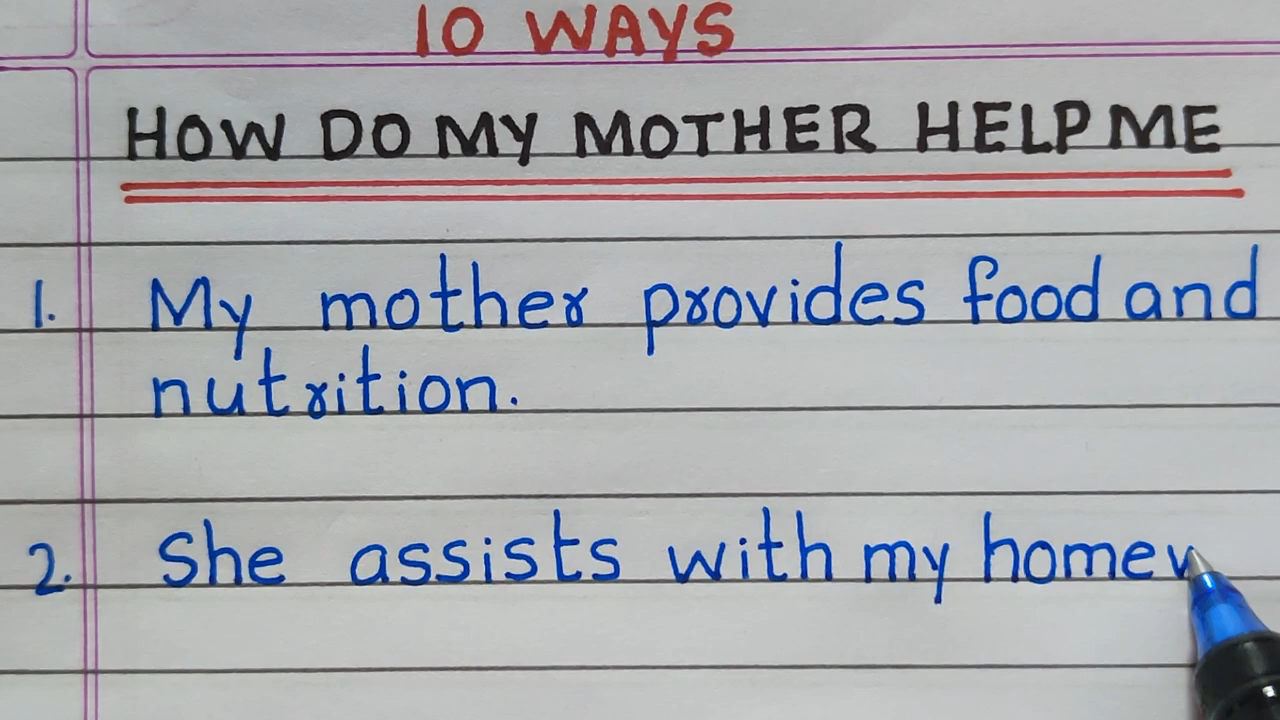 10 WAYS
HOW DO MY MOTHER HELP ME
1. My mother provides food and
nutrition.
2. She assists with my homev